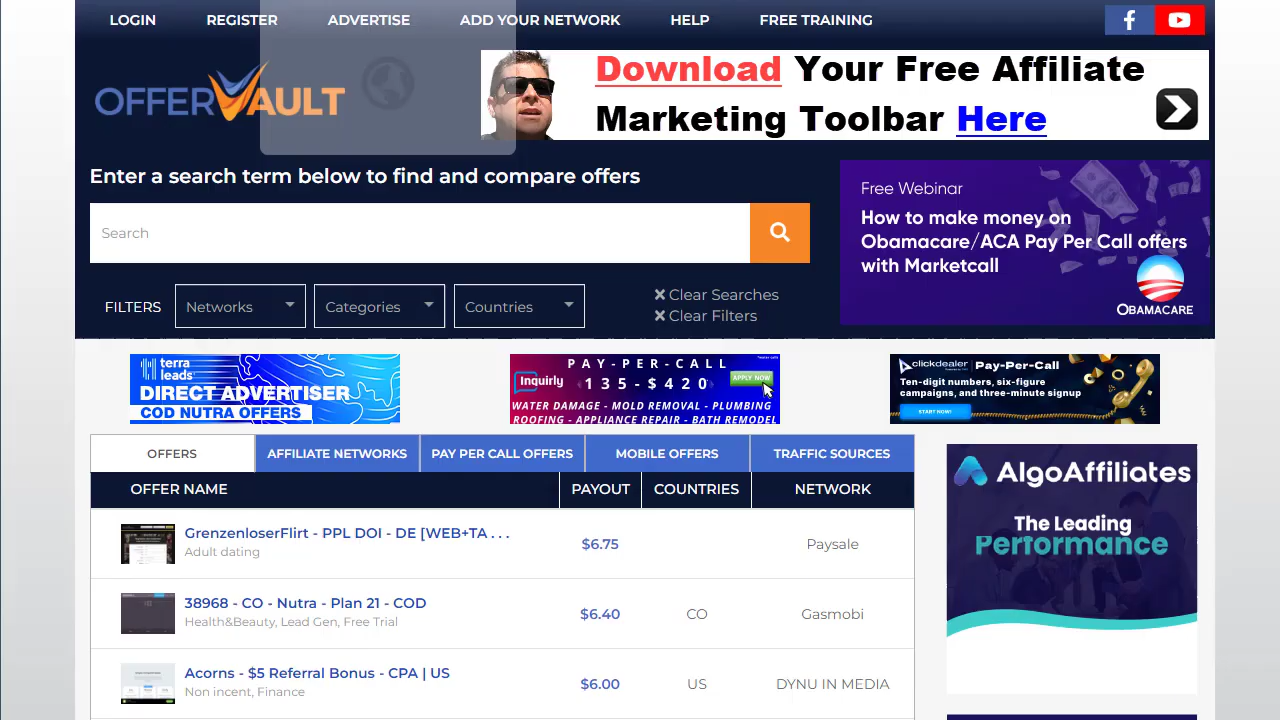 LOGIN REGISTER ADVERTISE ADD YOUR NETWORK HELP FREE TRAINING
OFFERVAULT
Download Your Free Affiliate
Marketing Toolbar Here
Enter a search term below to find and compare offers
Search
FILTERS Networks Categories Countries
Clear Searches
Clear Filters
Free Webinar
How to make money on
Obamacare/ACA Pay Per Call offers
with Marketcall
OBAMACARE
terra
leads
DIRECT ADVERTISER
COD NUTRA OFFERS
PAY-PER-CALL
Inquirly
135-$420
APPLY NOW
WATER DAMAGE - MOLD REMOVAL - PLUMBING
ROOFING - APPLIANCE REPAIR - BATH REMODEL
clickdealer Pay-Per-Call
Ten-digit numbers, six-figure
campaigns, and three-minute signup
START NOW!
OFFERS AFFILIATE NETWORKS PAY PER CALL OFFERS MOBILE OFFERS TRAFFIC SOURCES
OFFER NAME PAYOUT COUNTRIES NETWORK
GrenzenloserFlirt - PPL DOI - DE [WEB+TA . . .
Adult dating
$6.75 Paysale
38968 - CO - Nutra - Plan 21 - COD
Health&Beauty, Lead Gen, Free Trial
$6.40 CO Gasmobi
Acorns - $5 Referral Bonus - CPA | US
Non incent, Finance
$6.00 US DYNU IN MEDIA
AlgoAffiliates
The Leading
Performance